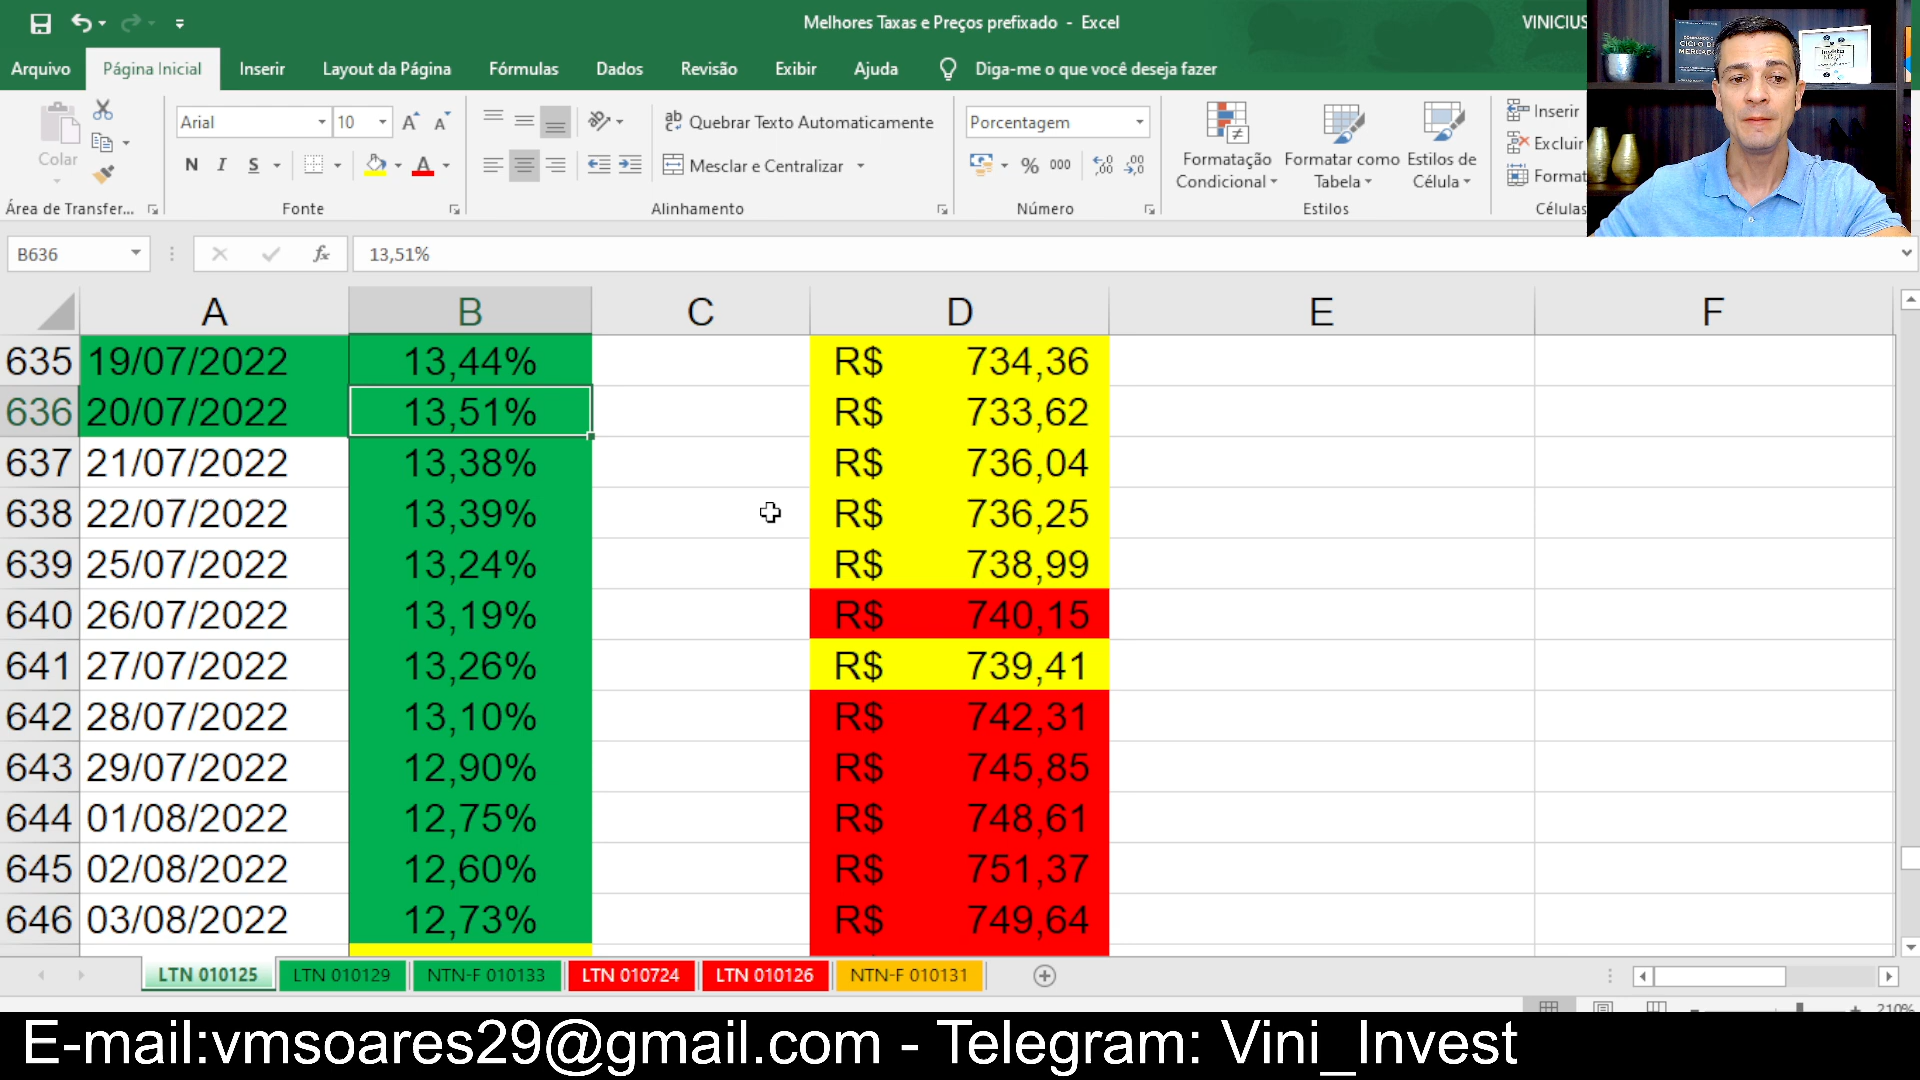 Melhores Taxas e Preços prefixado - Excel
VINICIUS
Arquivo Página Inicial Inserir Layout da Página Fórmulas Dados Revisão Exibir Ajuda Diga-me o que você deseja fazer
Colar
Arial 10
N I S
Quebrar Texto Automaticamente
Mesclar e Centralizar
Porcentagem
% 000
Formatação Condicional
Formatar como Tabela
Estilos de Célula
Inserir
Excluir
Format
Área de Transfer... Fonte Alinhamento Número Estilos Células
B636 fx 13,51%
A B C D E F
635 19/07/2022 13,44% R$ 734,36
636 20/07/2022 13,51% R$ 733,62
637 21/07/2022 13,38% R$ 736,04
638 22/07/2022 13,39% R$ 736,25
639 25/07/2022 13,24% R$ 738,99
640 26/07/2022 13,19% R$ 740,15
641 27/07/2022 13,26% R$ 739,41
642 28/07/2022 13,10% R$ 742,31
643 29/07/2022 12,90% R$ 745,85
644 01/08/2022 12,75% R$ 748,61
645 02/08/2022 12,60% R$ 751,37
646 03/08/2022 12,73% R$ 749,64
LTN 010125 LTN 010129 NTN-F 010133 LTN 010724 LTN 010126 NTN-F 010131
210%
E-mail:vmsoares29@gmail.com - Telegram: Vini_Invest